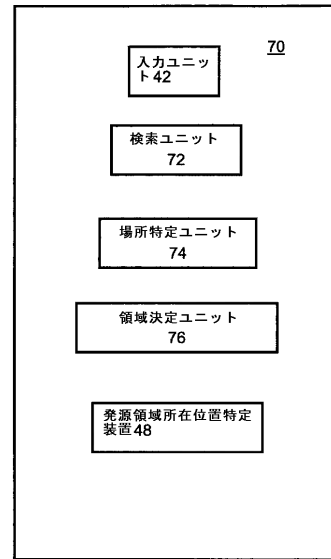 70
入力ユニッ
ト42
検索ユニット
72
場所特定ユニット
74
領域決定ユニット
76
発源領域所在位置特定
装置48